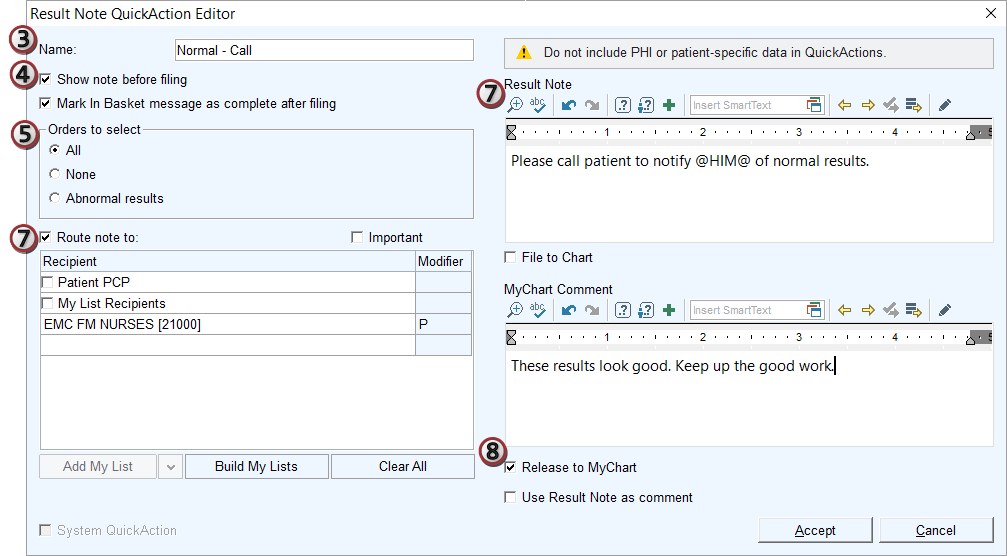 Result Note QuickAction Editor
3 Name: Normal - Call
4 Show note before filing
Mark In Basket message as complete after filing
5 Orders to select
All
None
Abnormal results
7 Route note to: Important
Recipient Modifier
Patient PCP
My List Recipients
EMC FM NURSES [21000] P
Add My List Build My Lists Clear All
System QuickAction
Do not include PHI or patient-specific data in QuickActions.
Result Note
7 abc Insert SmartText
1 2 3 4 5
Please call patient to notify @HIM@ of normal results.
File to Chart
MyChart Comment
abc Insert SmartText
1 2 3 4 5
These results look good. Keep up the good work.
8 Release to MyChart
Use Result Note as comment
Accept Cancel